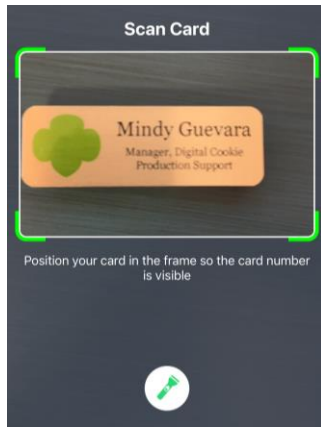 Scan Card
Mindy Guevara
Manager, Digital Cookie
Production Support
Position your card in the frame so the card number
is visible